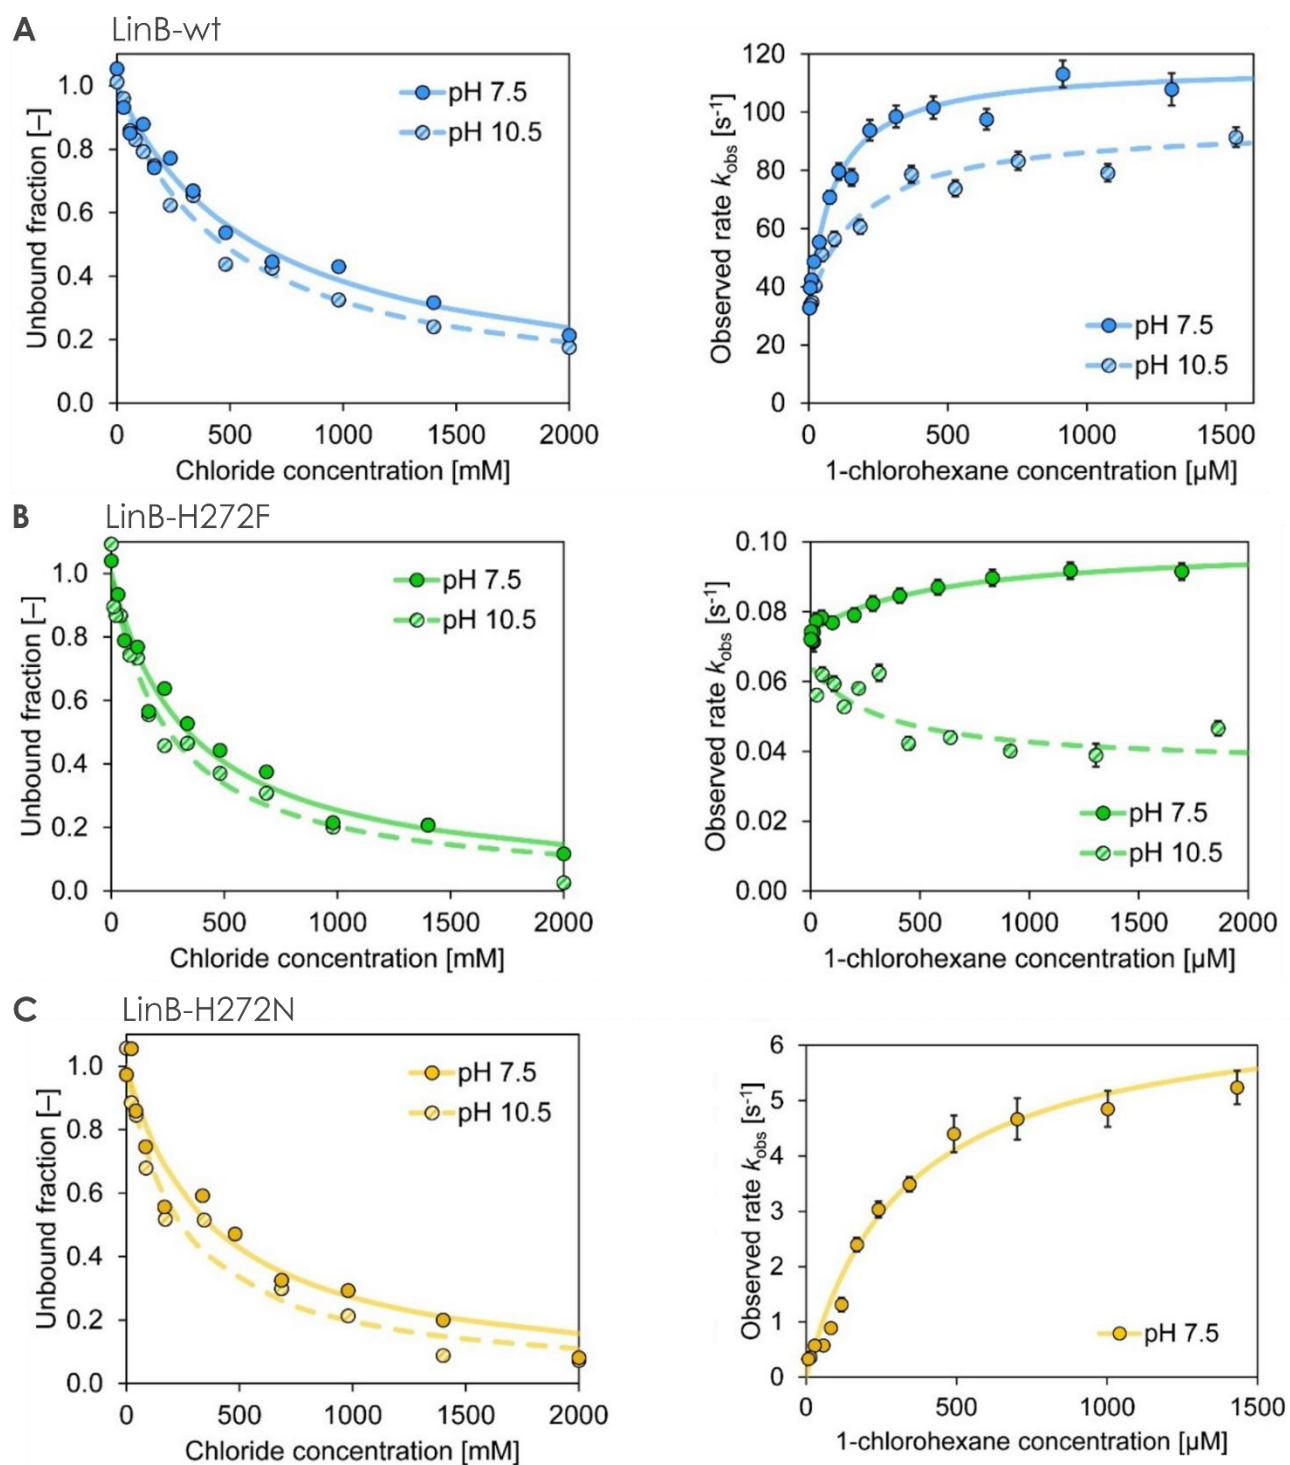 A LinB-wt
Unbound fraction [–]
1.0
0.8
0.6
0.4
0.2
0.0
pH 7.5
pH 10.5
0 500 1000 1500 2000
Chloride concentration [mM]
Observed rate kobs [s-1]
120
100
80
60
40
20
0
pH 7.5
pH 10.5
0 500 1000 1500
1-chlorohexane concentration [µM]
B LinB-H272F
Unbound fraction [–]
1.0
0.8
0.6
0.4
0.2
0.0
pH 7.5
pH 10.5
0 500 1000 1500 2000
Chloride concentration [mM]
Observed rate kobs [s-1]
0.10
0.08
0.06
0.04
0.02
0.00
pH 7.5
pH 10.5
0 500 1000 1500 2000
1-chlorohexane concentration [µM]
C LinB-H272N
Unbound fraction [–]
1.0
0.8
0.6
0.4
0.2
0.0
pH 7.5
pH 10.5
0 500 1000 1500 2000
Chloride concentration [mM]
Observed rate kobs [s-1]
6
5
4
3
2
1
0
pH 7.5
0 500 1000 1500
1-chlorohexane concentration [µM]